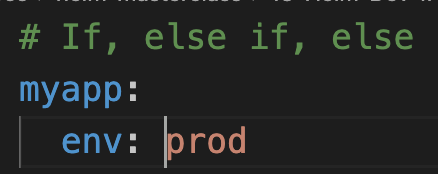 # If, else if, else
myapp:
  env: prod